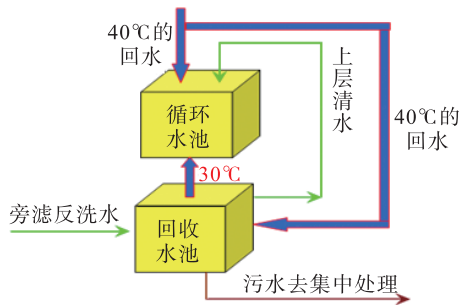 40℃的
回水
上层清水
循环
水池
40℃的
回水
30℃
旁滤反洗水
回收
水池
污水去集中处理